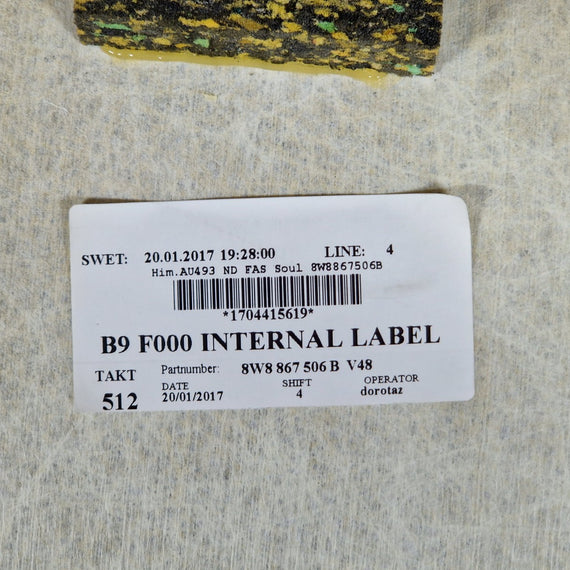 SWET: 20.01.2017 19:28:00 LINE: 4
Him.AU493 ND FAS Soul 8W8867506B
*1704415619*
B9 F000 INTERNAL LABEL
TAKT Partnumber: 8W8 867 506 B V48
DATE SHIFT OPERATOR
512 20/01/2017 4 dorotaz